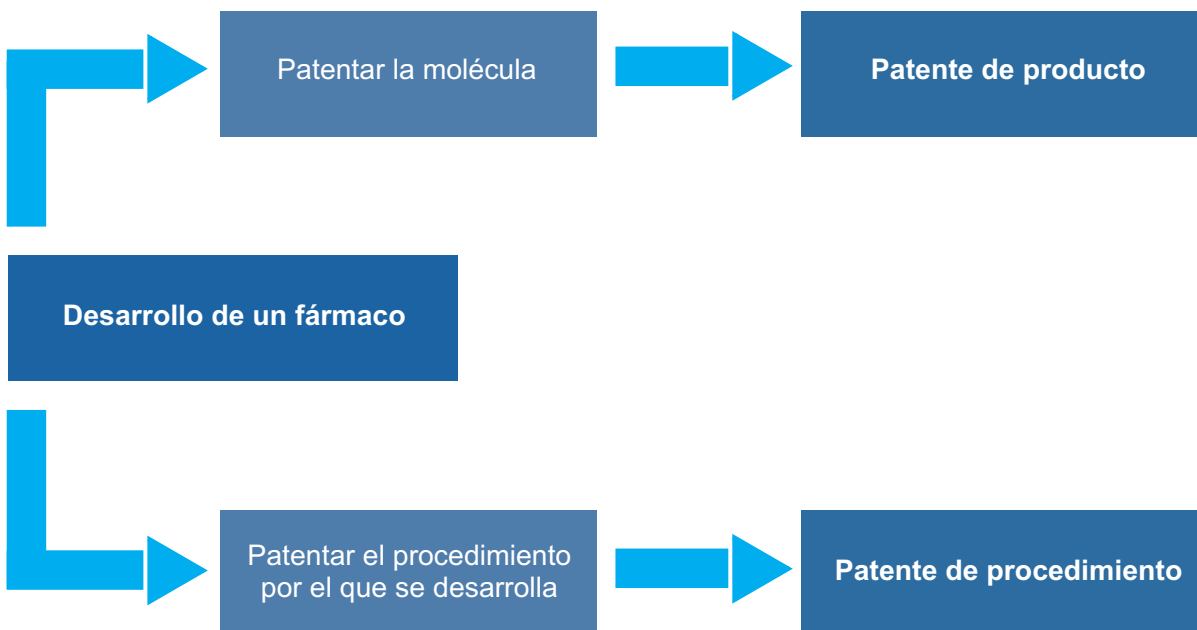 Patentar la molécula
Patente de producto
Desarrollo de un fármaco
Patentar el procedimiento
por el que se desarrolla
Patente de procedimiento